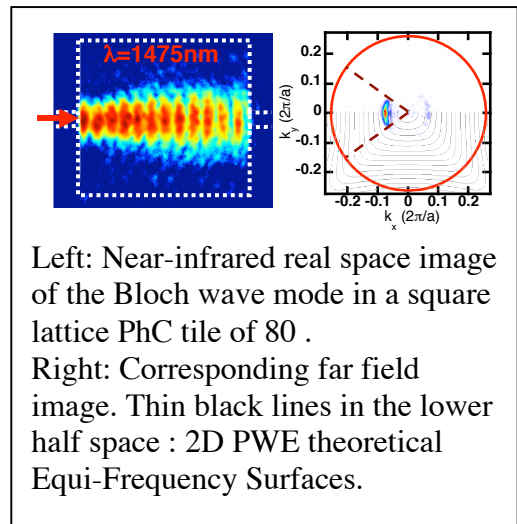 λ=1475nm
0.2
0.1
0
-0.1
-0.2
k_y (2π/a)
-0.2 -0.1 0 0.1 0.2
k_x (2π/a)
Left: Near-infrared real space image
of the Bloch wave mode in a square
lattice PhC tile of 80 .
Right: Corresponding far field
image. Thin black lines in the lower
half space : 2D PWE theoretical
Equi-Frequency Surfaces.